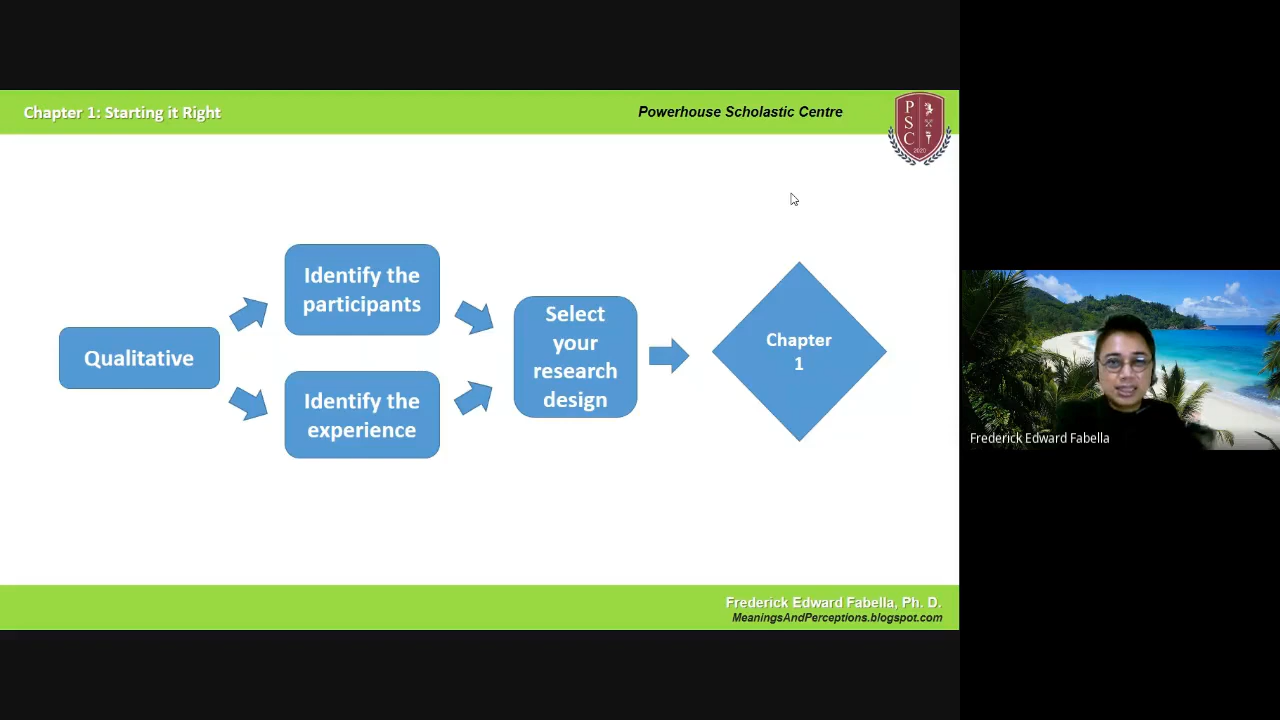 Chapter 1: Starting it Right
Powerhouse Scholastic Centre
P
S
C
2020
Identify the
participants
Qualitative
Identify the
experience
Select
your
research
design
Chapter
1
Frederick Edward Fabella
Frederick Edward Fabella, Ph. D.
MeaningsAndPerceptions.blogspot.com